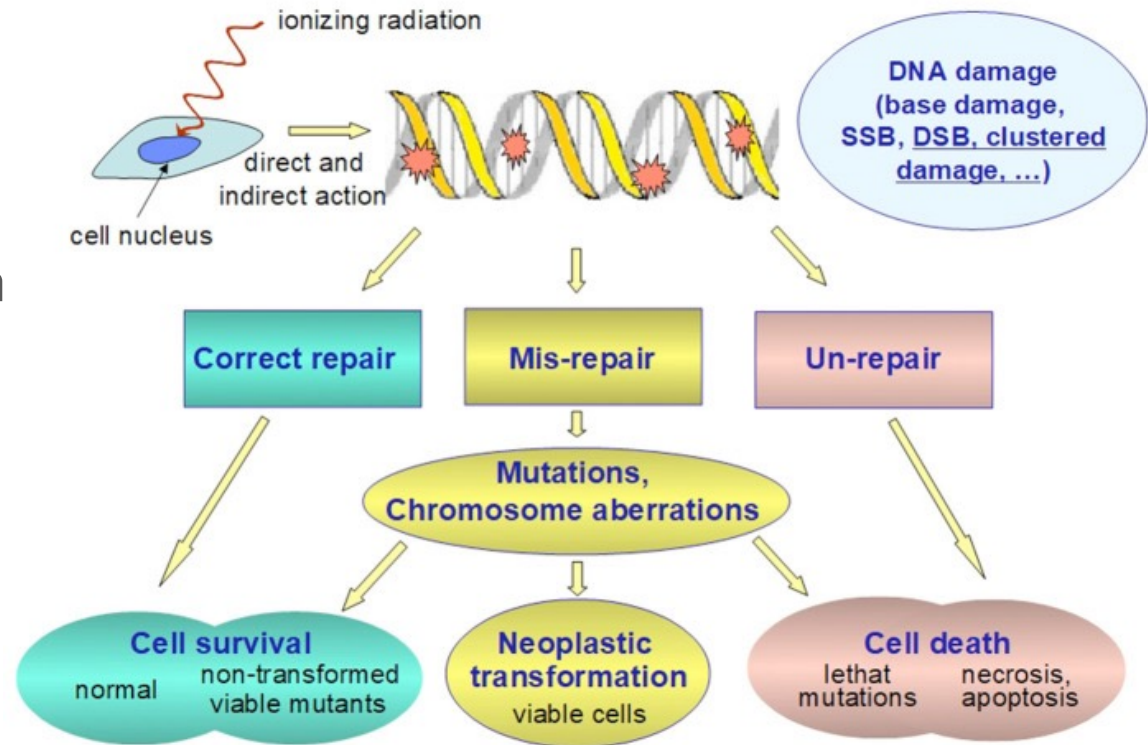 ionizing radiation
direct and
indirect action
cell nucleus
DNA damage
(base damage,
SSB, DSB, clustered
damage, ...)
Correct repair
Mis-repair
Un-repair
Mutations,
Chromosome aberrations
Cell survival
normal
non-transformed
viable mutants
Neoplastic
transformation
viable cells
Cell death
lethat
mutations
necrosis,
apoptosis